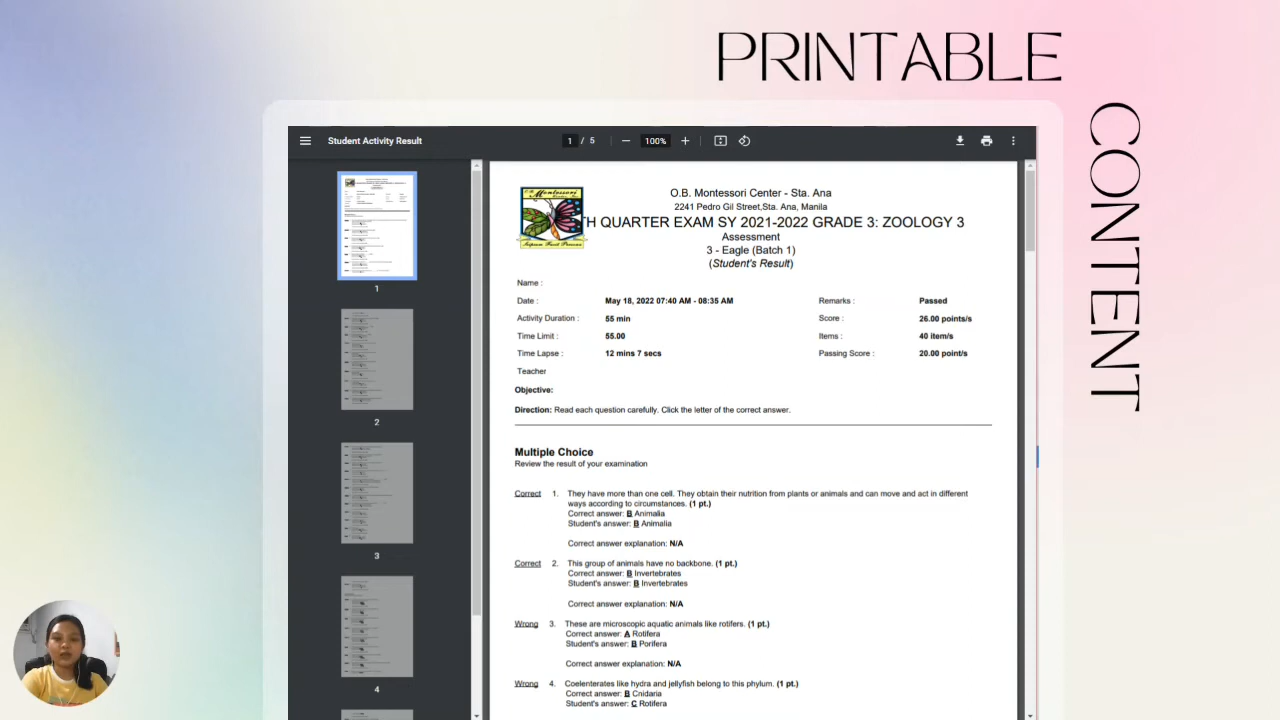 PRINTABLE
CONTENT
Student Activity Result
1 / 5
100%
1
2
3
4
O.B. Montessori Center - Sta. Ana
2241 Pedro Gil Street,Sta. Ana, Manila
TH QUARTER EXAM SY 2021-2022 GRADE 3: ZOOLOGY 3
Assessment
3 - Eagle (Batch 1)
(Student's Result)
Montessori
Name :
Date : May 18, 2022 07:40 AM - 08:35 AM Remarks : Passed
Activity Duration : 55 min Score : 26.00 points/s
Time Limit : 55.00 Items : 40 item/s
Time Lapse : 12 mins 7 secs Passing Score : 20.00 point/s
Teacher
Objective:
Direction: Read each question carefully. Click the letter of the correct answer.
Multiple Choice
Review the result of your examination
Correct 1. They have more than one cell. They obtain their nutrition from plants or animals and can move and act in different
ways according to circumstances. (1 pt.)
Correct answer: B Animalia
Student's answer: B Animalia
Correct answer explanation: N/A
Correct 2. This group of animals have no backbone. (1 pt.)
Correct answer: B Invertebrates
Student's answer: B Invertebrates
Correct answer explanation: N/A
Wrong 3. These are microscopic aquatic animals like rotifers. (1 pt.)
Correct answer: A Rotifera
Student's answer: B Porifera
Correct answer explanation: N/A
Wrong 4. Coelenterates like hydra and jellyfish belong to this phylum. (1 pt.)
Correct answer: B Cnidaria
Student's answer: C Rotifera